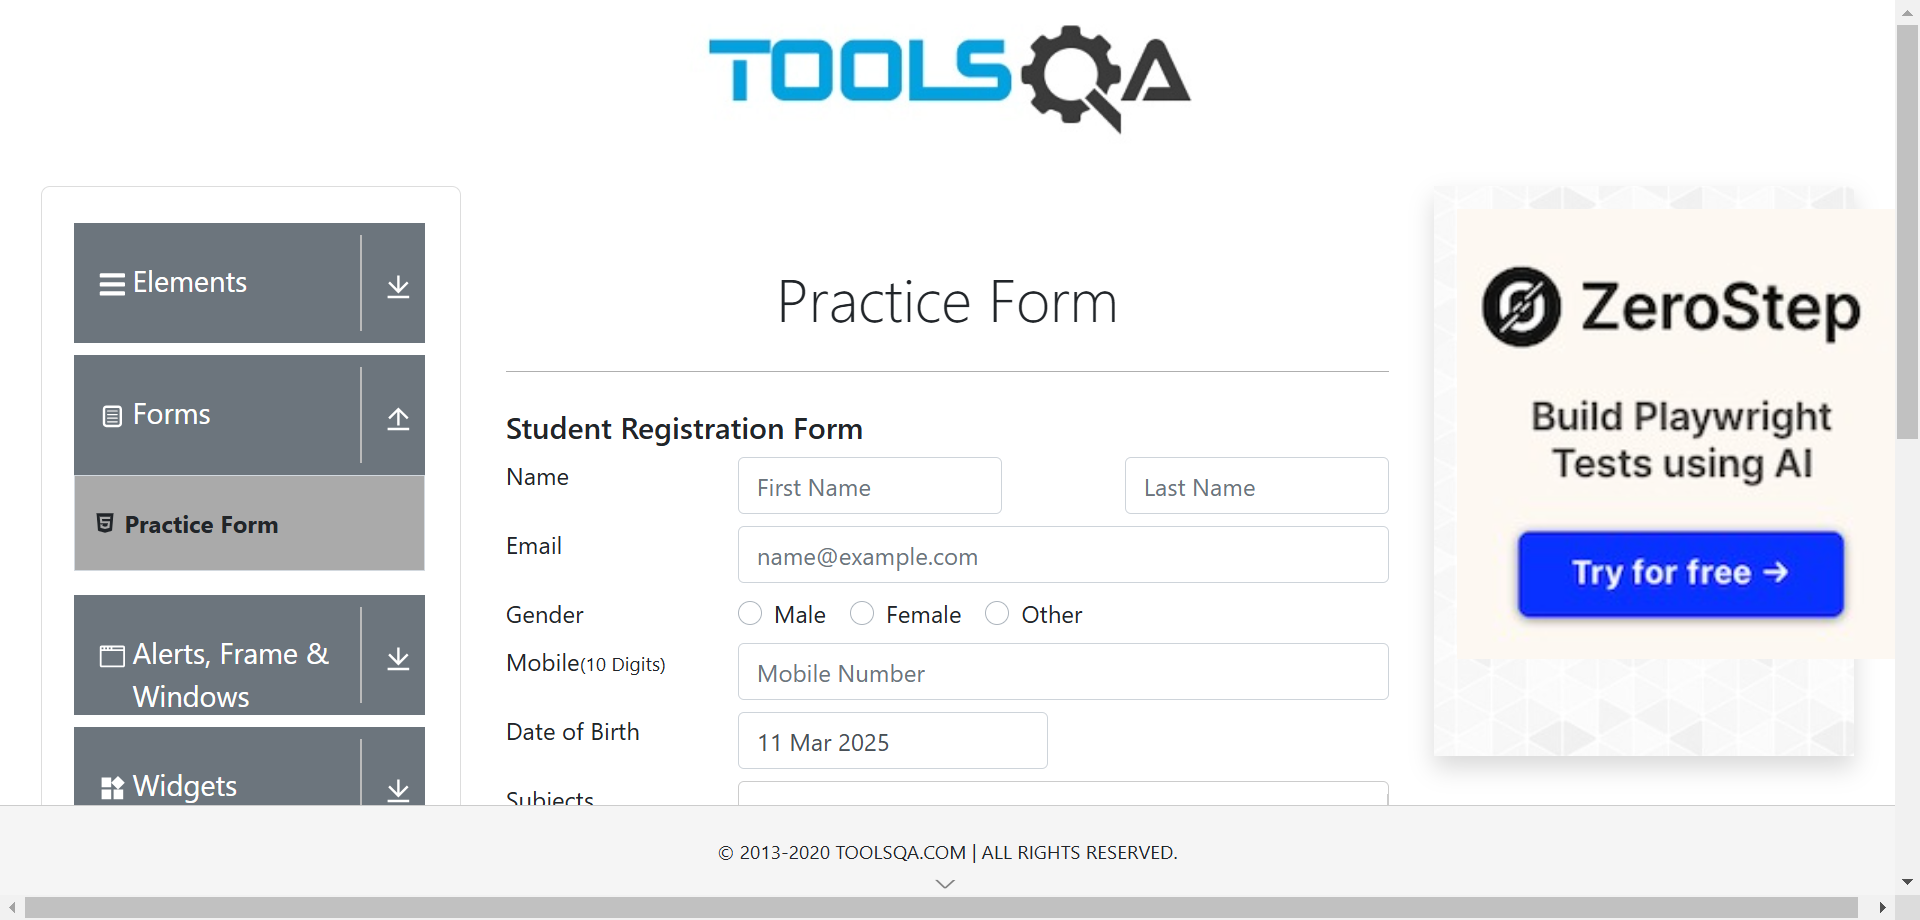 TOOLSQA
Elements
Forms
Practice Form
Alerts, Frame &
Windows
Widgets
Practice Form
Student Registration Form
Name
First Name
Last Name
Email
name@example.com
Gender
Male
Female
Other
Mobile(10 Digits)
Mobile Number
Date of Birth
11 Mar 2025
Subjects
ZeroStep
Build Playwright
Tests using AI
Try for free →
© 2013-2020 TOOLSQA.COM | ALL RIGHTS RESERVED.